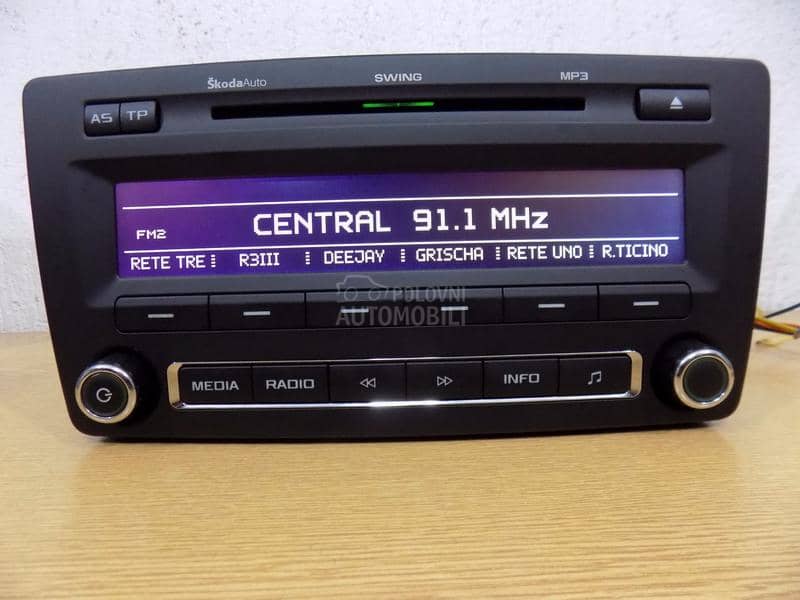 ŠkodaAuto SWING MP3
AS TP
FM2 CENTRAL 91.1 MHz
RETE TRE R3III DEEJAY GRISCHA RETE UNO R.TICINO
POLOVNI
AUTOMOBILI
MEDIA RADIO INFO